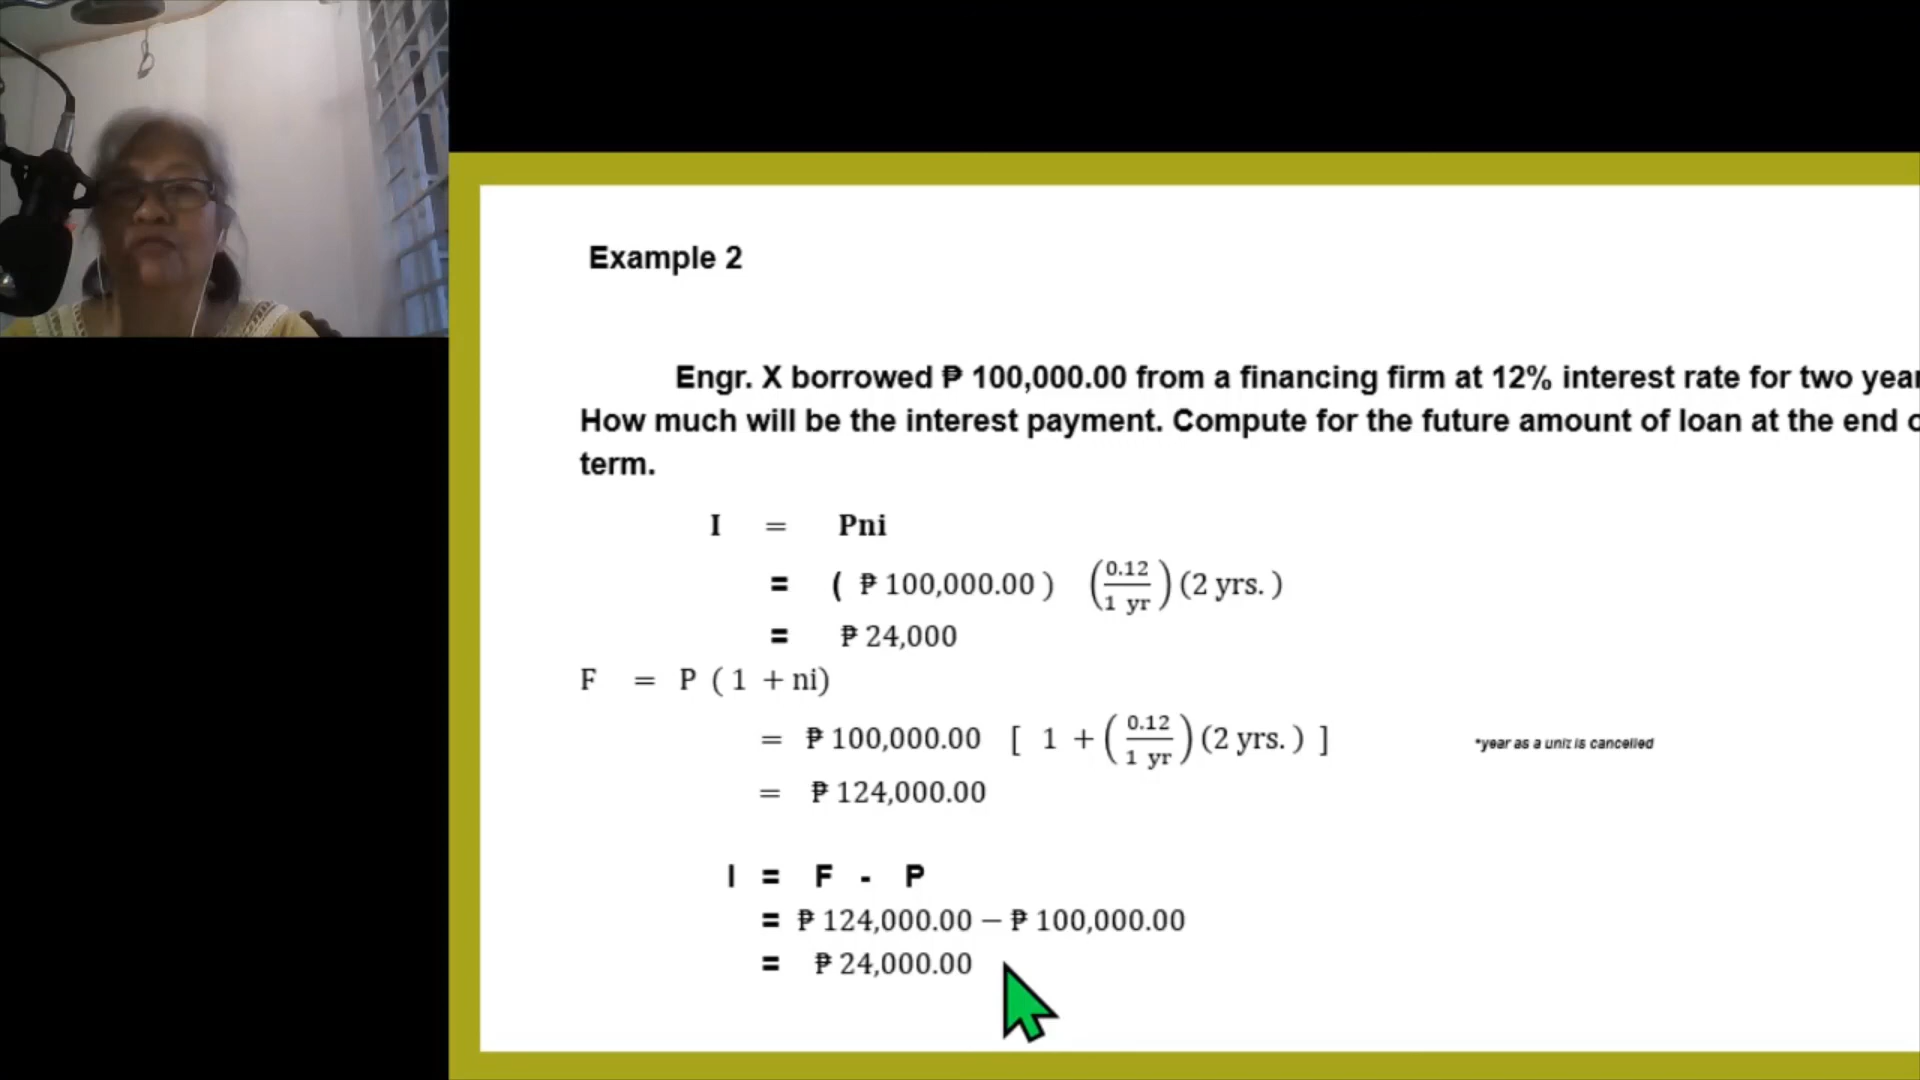 Example 2
Engr. X borrowed ₱ 100,000.00 from a financing firm at 12% interest rate for two
How much will be the interest payment. Compute for the future amount of loan at the end
term.
I = Pni
= ( ₱ 100,000.00 ) (0.12/1 yr) (2 yrs. )
= ₱ 24,000
F = P ( 1 + ni)
= ₱ 100,000.00 [ 1 + (0.12/1 yr) (2 yrs. ) ]
*year as a unit is cancelled
= ₱ 124,000.00
I = F - P
= ₱ 124,000.00 − ₱ 100,000.00
= ₱ 24,000.00